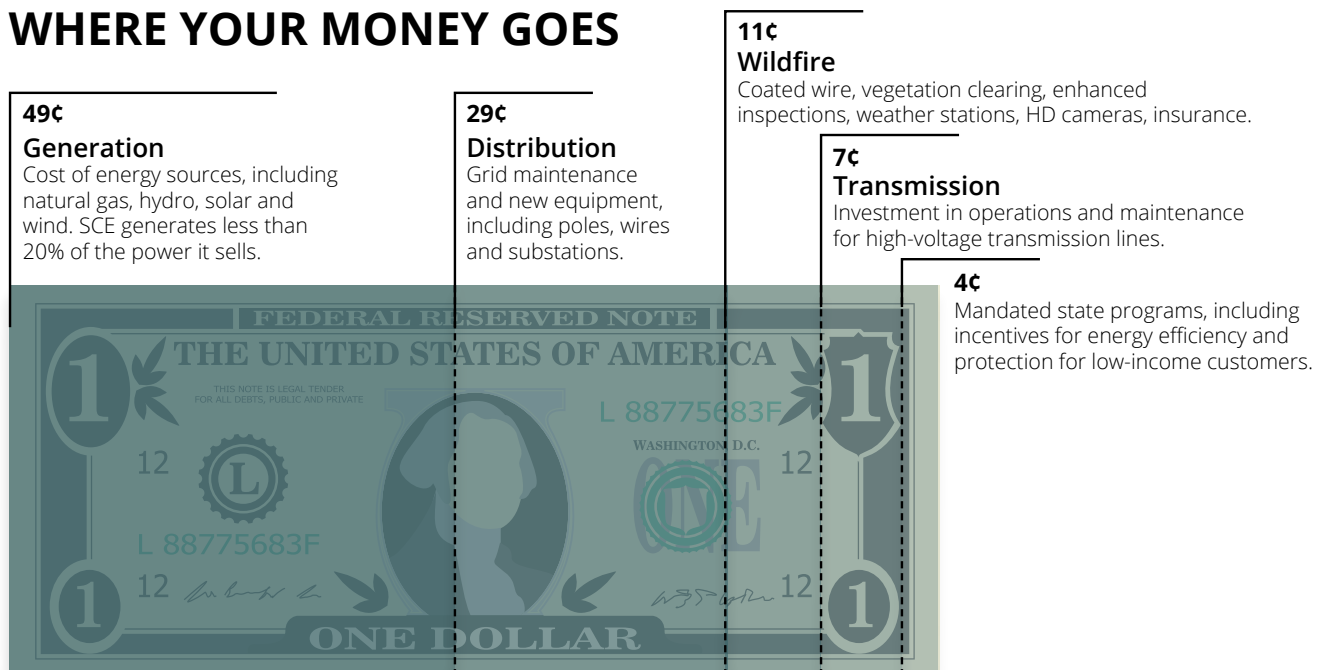 WHERE YOUR MONEY GOES
49¢
Generation
Cost of energy sources, including
natural gas, hydro, solar and
wind. SCE generates less than
20% of the power it sells.
29¢
Distribution
Grid maintenance
and new equipment,
including poles, wires
and substations.
11¢
Wildfire
Coated wire, vegetation clearing, enhanced
inspections, weather stations, HD cameras, insurance.
7¢
Transmission
Investment in operations and maintenance
for high-voltage transmission lines.
4¢
Mandated state programs, including
incentives for energy efficiency and
protection for low-income customers.
FEDERAL RESERVED NOTE
THE UNITED STATES OF AMERICA
1
1
THIS NOTE IS LEGAL TENDER
FOR ALL DEBTS, PUBLIC AND PRIVATE
L 88775683F
WASHINGTON, D.C.
12
L
ONE
12
L 88775683F
12
12
1
1
ONE DOLLAR